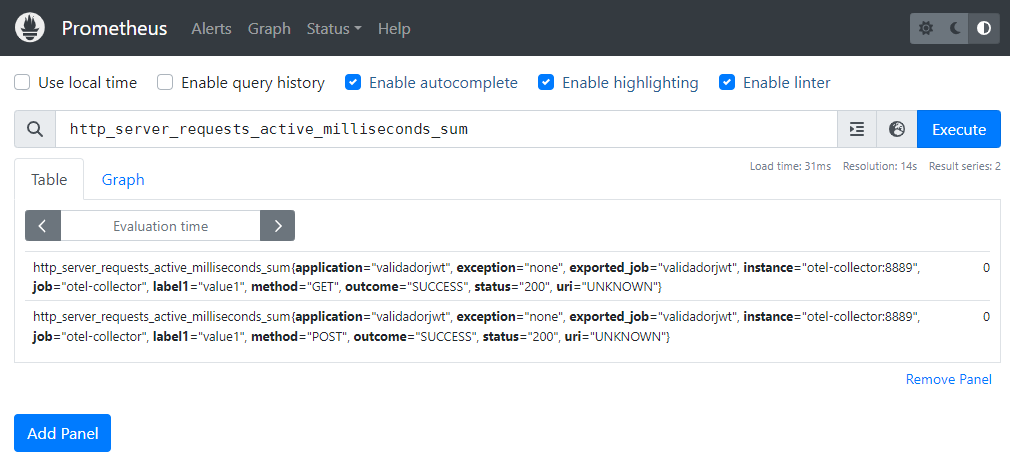 Prometheus Alerts Graph Status Help
Use local time Enable query history Enable autocomplete Enable highlighting Enable linter
http_server_requests_active_milliseconds_sum Execute
Load time: 31ms Resolution: 14s Result series: 2
Table Graph
Evaluation time
http_server_requests_active_milliseconds_sum{application="validadorjwt", exception="none", exported_job="validadorjwt", instance="otel-collector:8889", 0
job="otel-collector", label1="value1", method="GET", outcome="SUCCESS", status="200", uri="UNKNOWN"}
http_server_requests_active_milliseconds_sum{application="validadorjwt", exception="none", exported_job="validadorjwt", instance="otel-collector:8889", 0
job="otel-collector", label1="value1", method="POST", outcome="SUCCESS", status="200", uri="UNKNOWN"}
Remove Panel
Add Panel